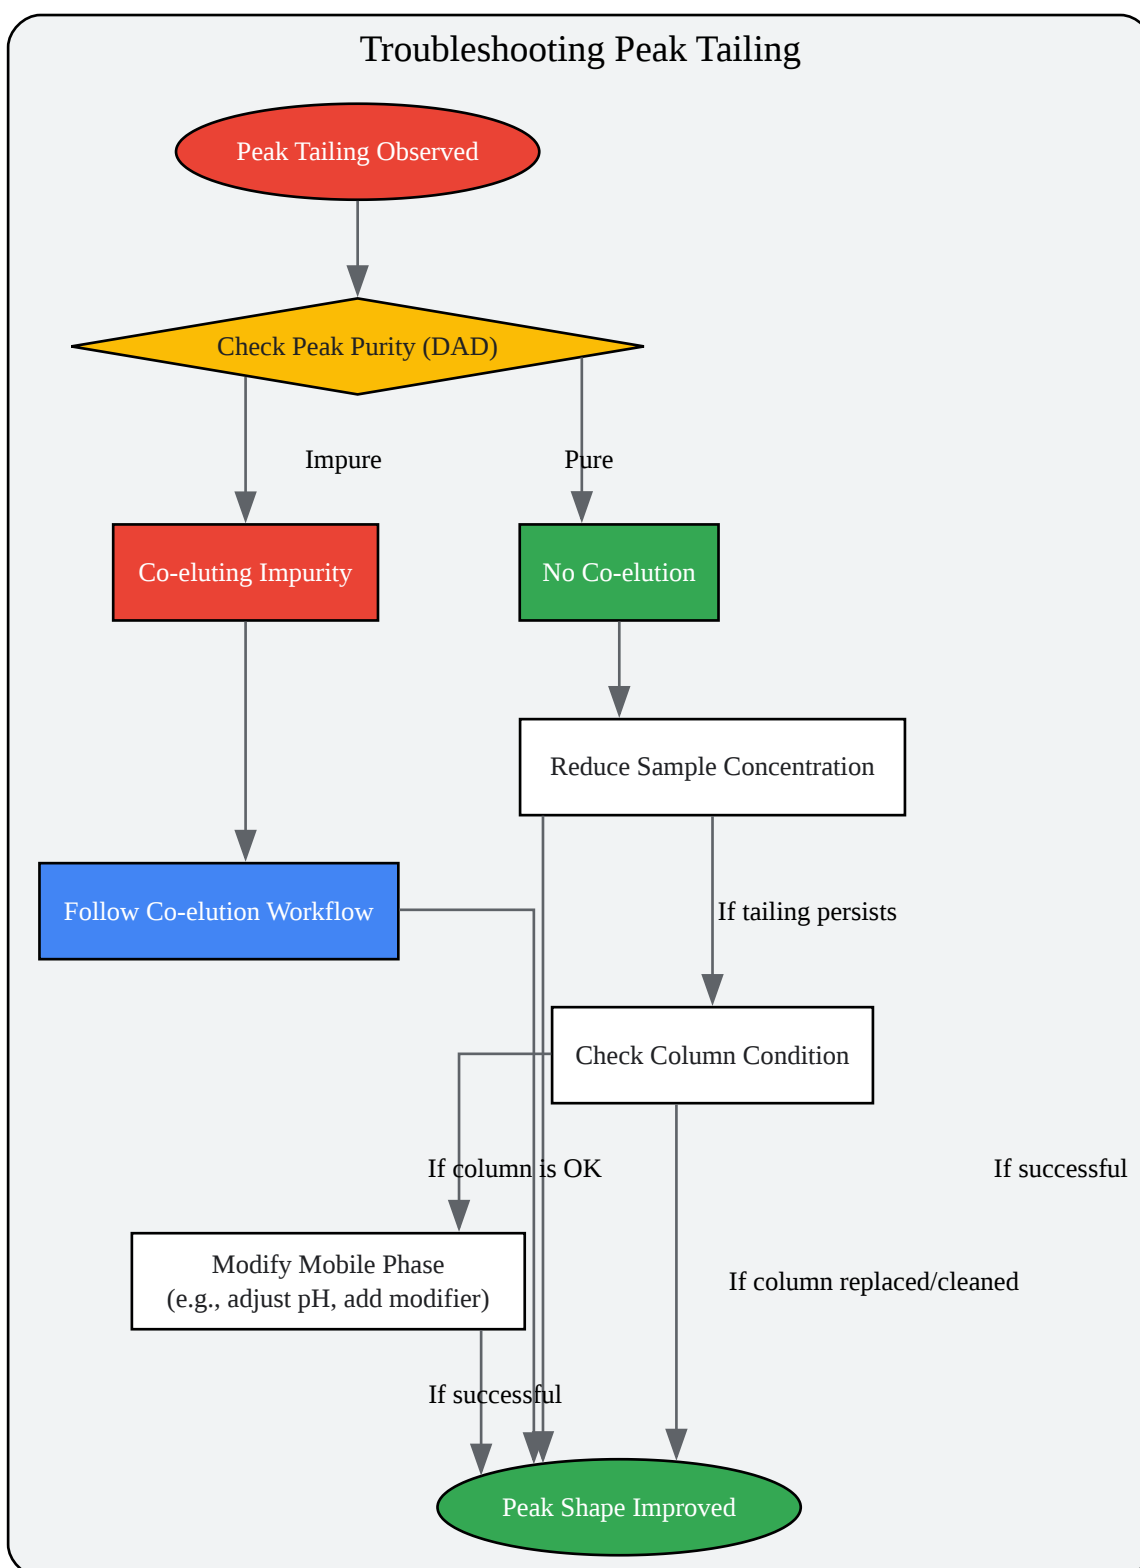 Troubleshooting Peak Tailing
Peak Tailing Observed
Check Peak Purity (DAD)
Impure
Pure
Co-eluting Impurity
No Co-elution
Reduce Sample Concentration
Follow Co-elution Workflow
If tailing persists
Check Column Condition
If column is OK
If successful
Modify Mobile Phase
(e.g., adjust pH, add modifier)
If column replaced/cleaned
If successful
Peak Shape Improved